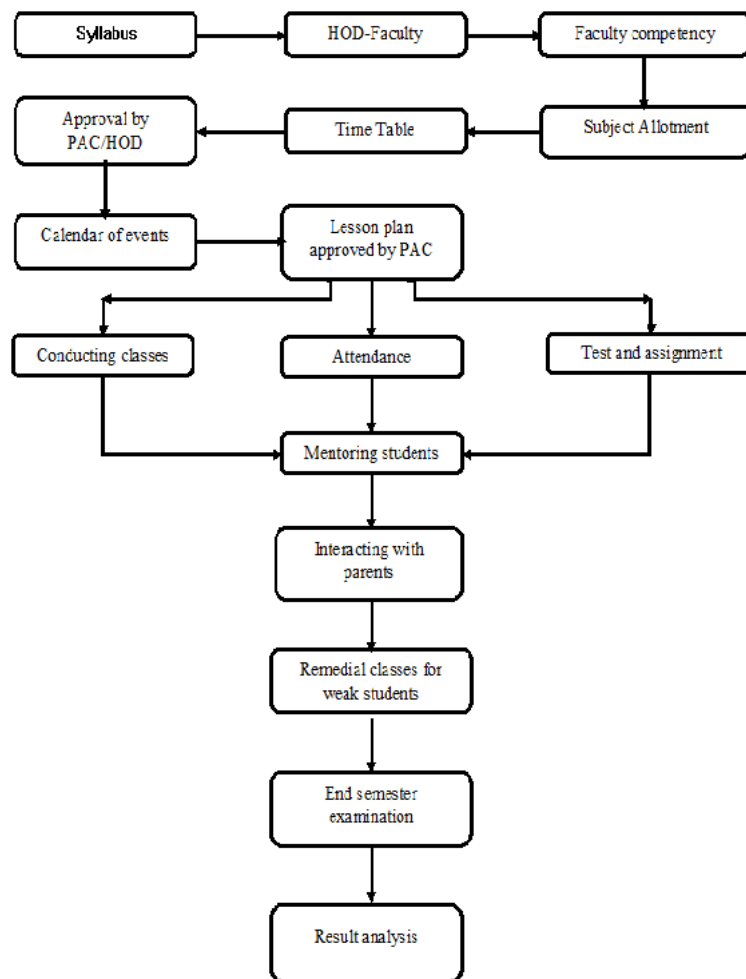 Syllabus
HOD-Faculty
Faculty competency
Subject Allotment
Time Table
Approval by
PAC/HOD
Calendar of events
Lesson plan
approved by PAC
Conducting classes
Attendance
Test and assignment
Mentoring students
Interacting with
parents
Remedial classes for
weak students
End semester
examination
Result analysis